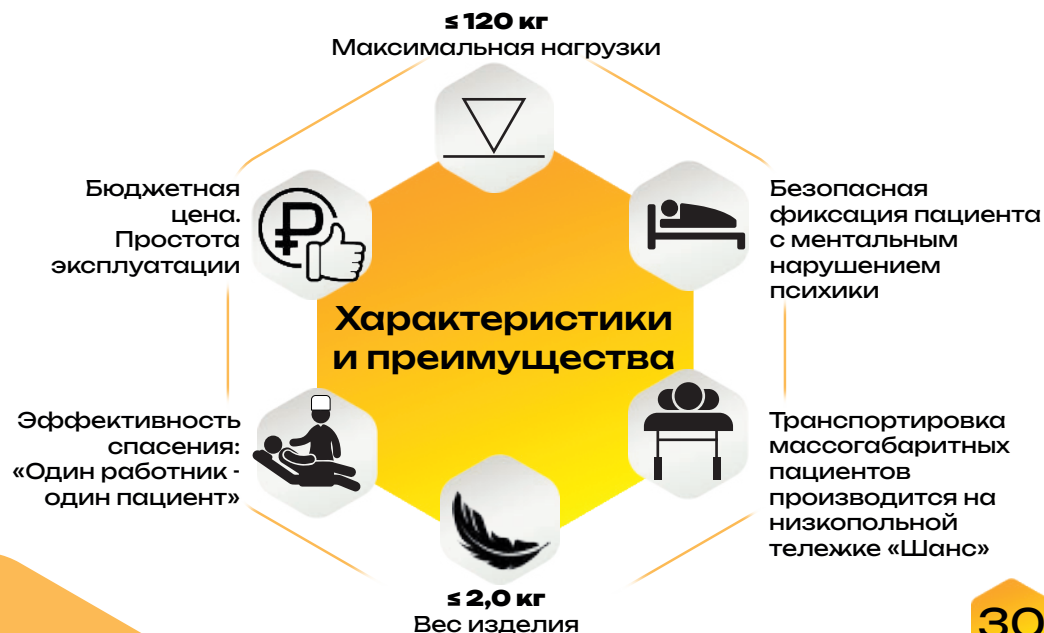 ≤ 120 кг
Максимальная нагрузки
Бюджетная
цена.
Простота
эксплуатации
Безопасная
фиксация пациента
с ментальным
нарушением
психики
Характеристики
и преимущества
Эффективность
спасения:
«Один работник -
один пациент»
Транспортировка
массогабаритных
пациентов
производится на
низкопольной
тележке «Шанс»
≤ 2,0 кг
Вес изделия
30